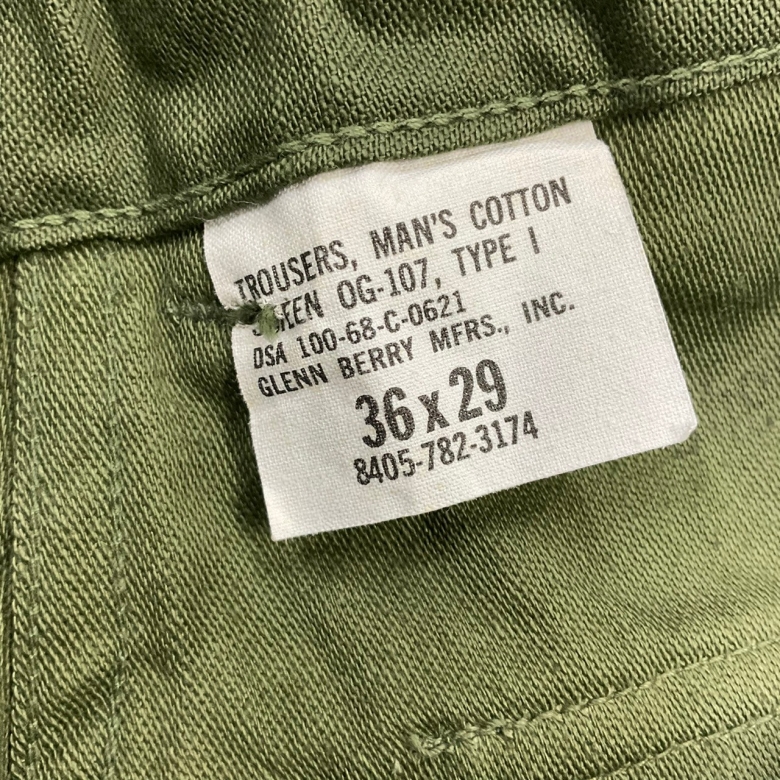 TROUSERS, MAN'S COTTON
GREEN OG-107, TYPE I
DSA 100-68-C-0621
GLENN BERRY MFRS., INC.
36 x 29
8405-782-3174